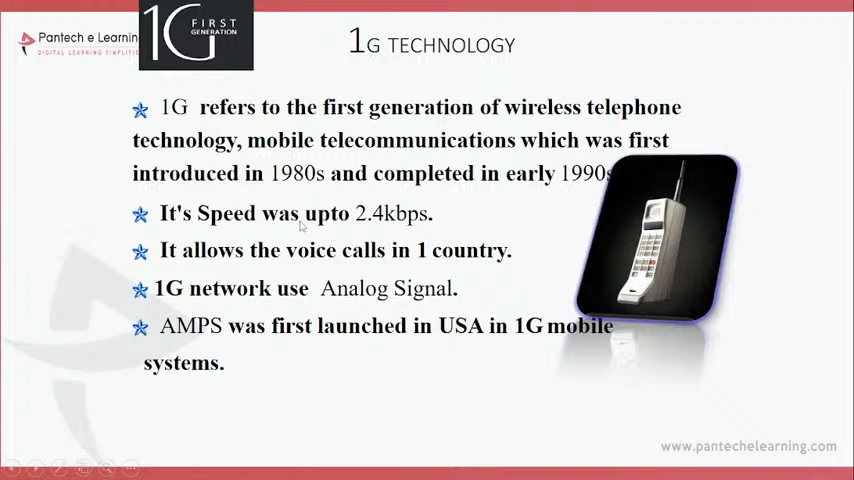 1G FIRST
GENERATION
Pantech e Learnin
DIGITAL LEARNING SIMPLIF
1G TECHNOLOGY
1G refers to the first generation of wireless telephone
technology, mobile telecommunications which was first
introduced in 1980s and completed in early 1990s
It's Speed was upto 2.4kbps.
It allows the voice calls in 1 country.
1G network use Analog Signal.
AMPS was first launched in USA in 1G mobile
systems.
www.pantechelearning.com